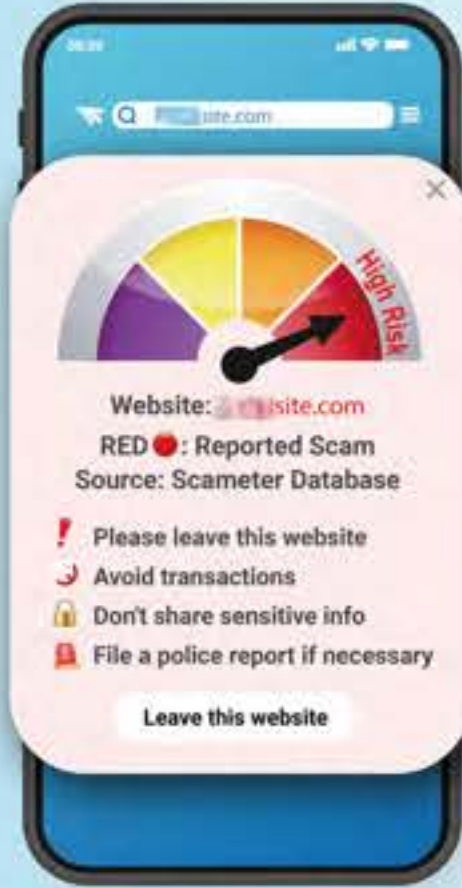 site.com
High Risk
Website: site.com
RED : Reported Scam
Source: Scameter Database
Please leave this website
Avoid transactions
Don't share sensitive info
File a police report if necessary
Leave this website